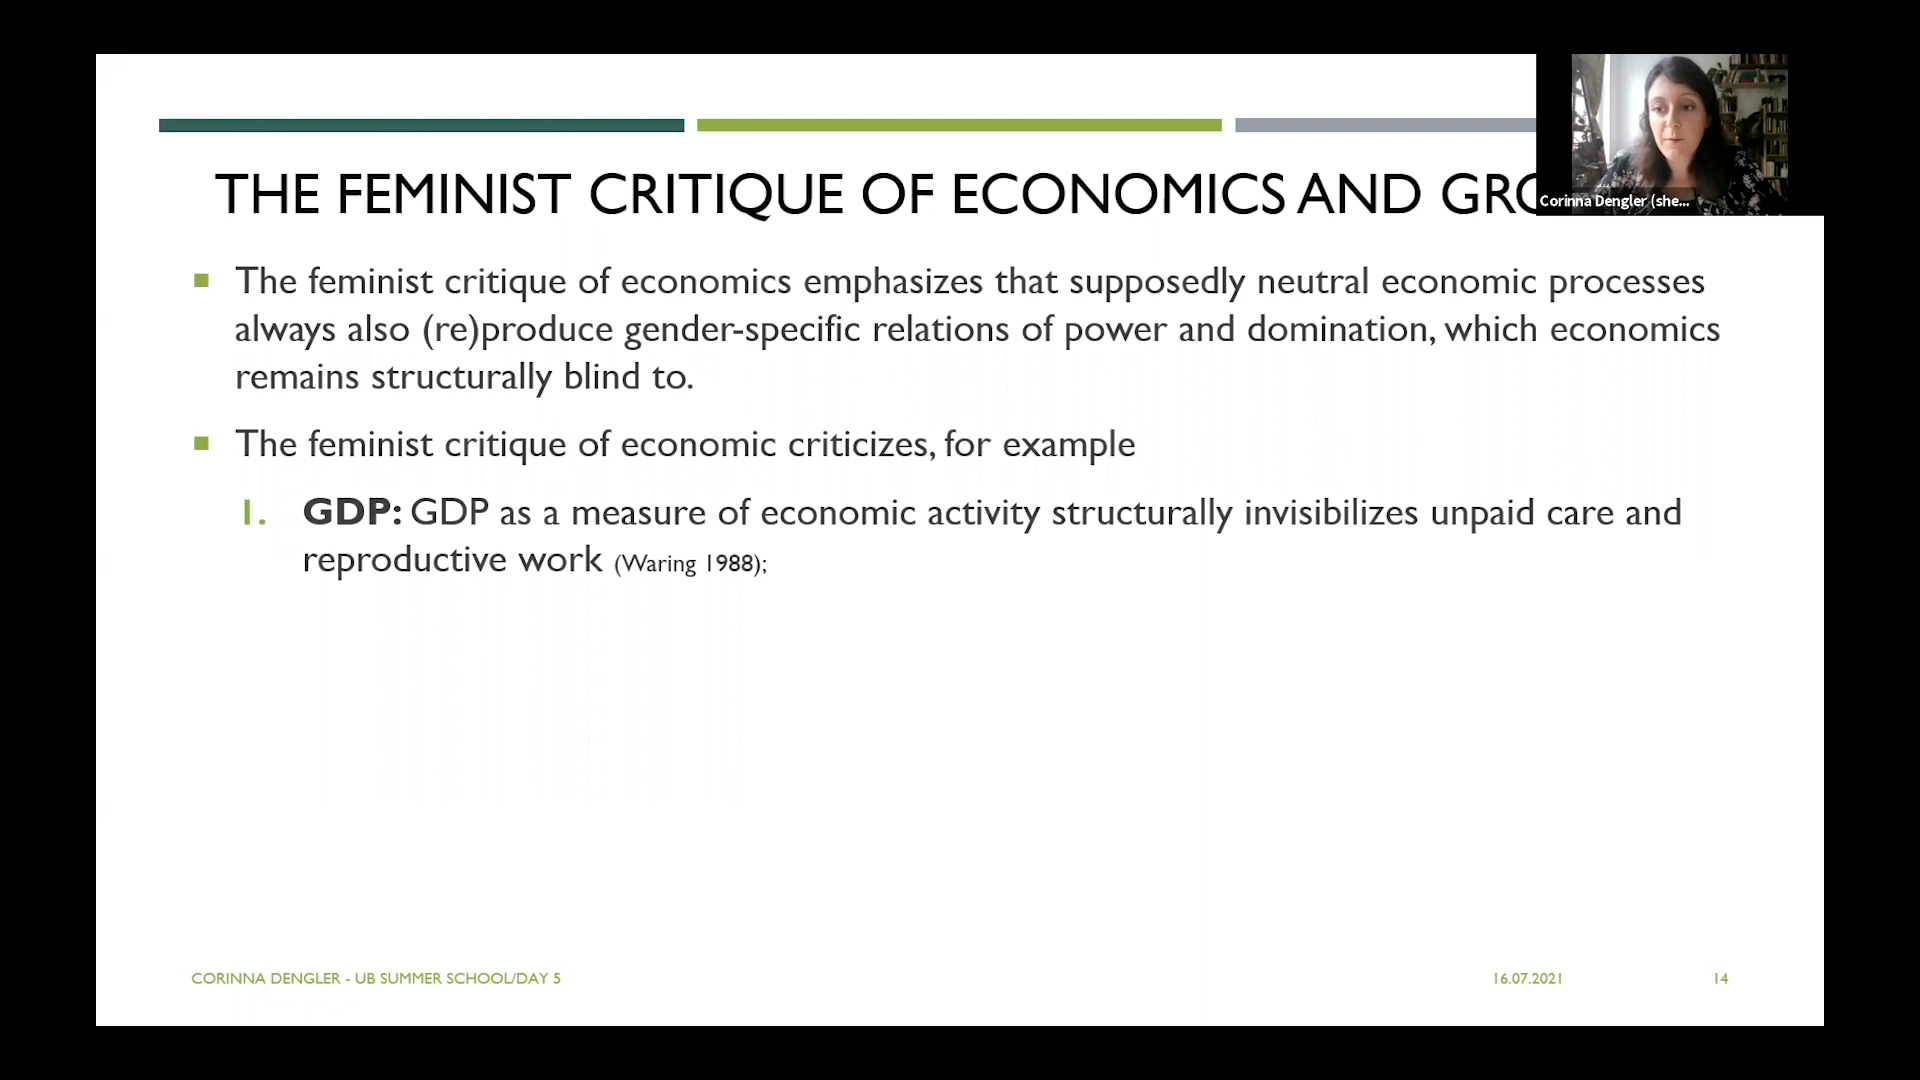 THE FEMINIST CRITIQUE OF ECONOMICS AND
Corinna Dengler (she...
The feminist critique of economics emphasizes that supposedly neutral economic processes
always also (re)produce gender-specific relations of power and domination, which economics
remains structurally blind to.
The feminist critique of economic criticizes, for example
1. GDP: GDP as a measure of economic activity structurally invisibilizes unpaid care and
reproductive work (Waring 1988);
CORINNA DENGLER - UB SUMMER SCHOOL/DAY 5 16.07.2021 14